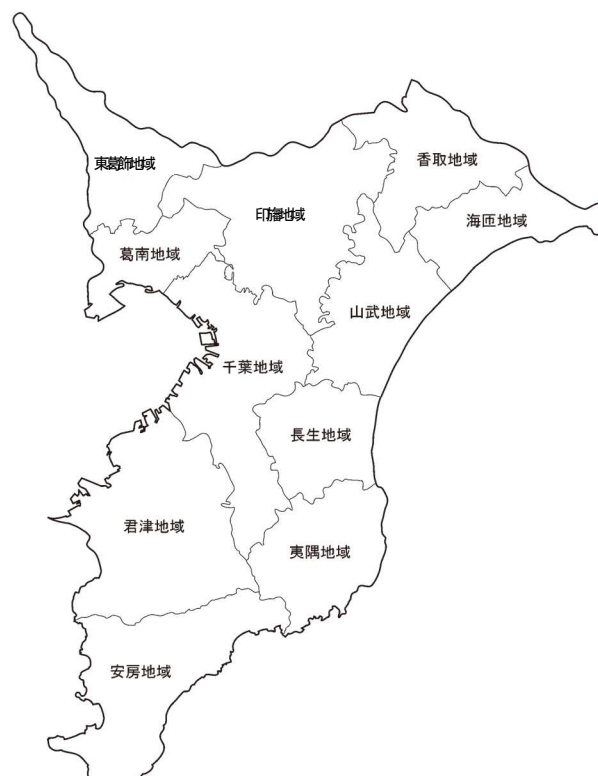 東葛飾地域
香取地域
印旛地域
海匝地域
葛南地域
山武地域
千葉地域
長生地域
君津地域
夷隅地域
安房地域